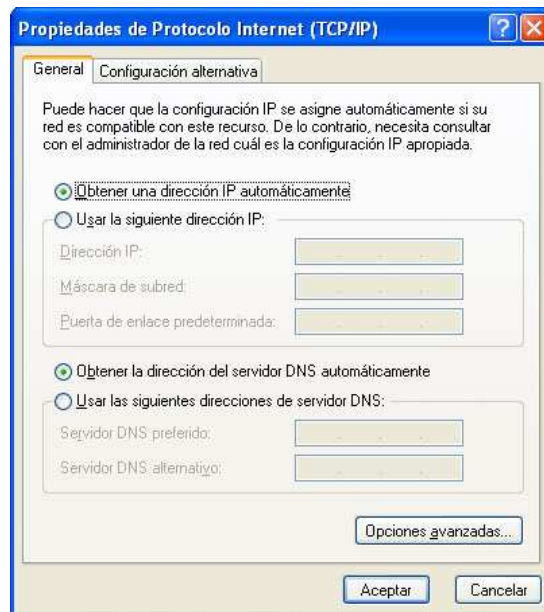 Propiedades de Protocolo Internet (TCP/IP)
General
Configuración alternativa
Puede hacer que la configuración IP se asigne automáticamente si su
red es compatible con este recurso. De lo contrario, necesita consultar
con el administrador de la red cuál es la configuración IP apropiada.
Obtener una dirección IP automáticamente
Usar la siguiente dirección IP:
Dirección IP:
Máscara de subred:
Puerta de enlace predeterminada:
Obtener la dirección del servidor DNS automáticamente
Usar las siguientes direcciones de servidor DNS:
Servidor DNS preferido:
Servidor DNS alternativo:
Opciones avanzadas...
Aceptar
Cancelar